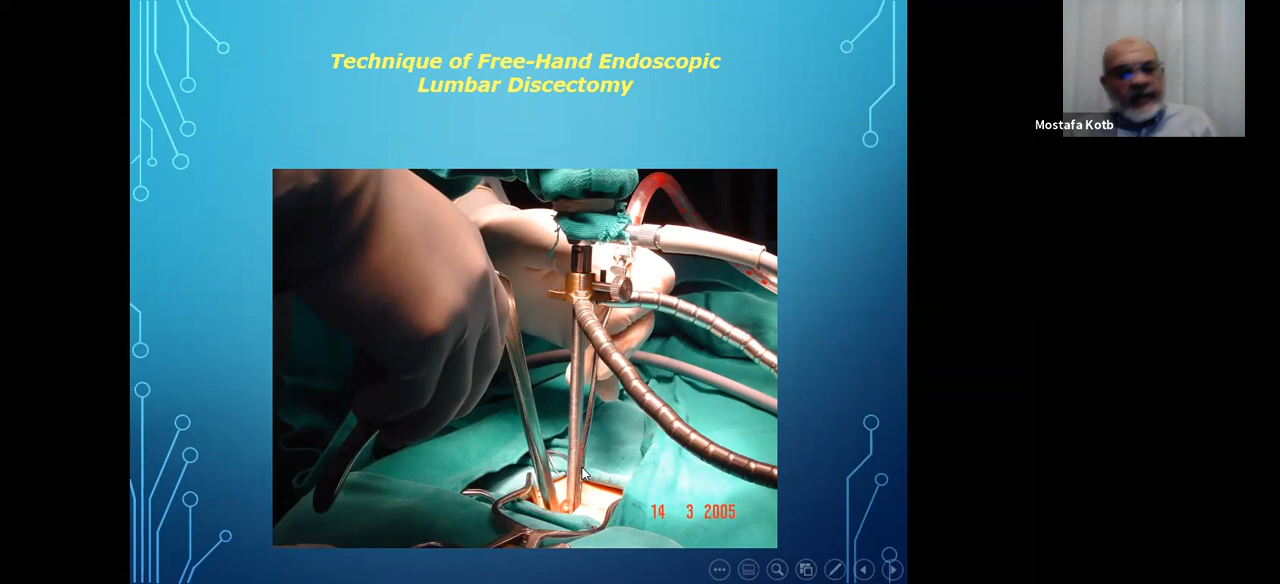 Technique of Free-Hand Endoscopic
Lumbar Discectomy
Mostafa Kotb
14 3 2005